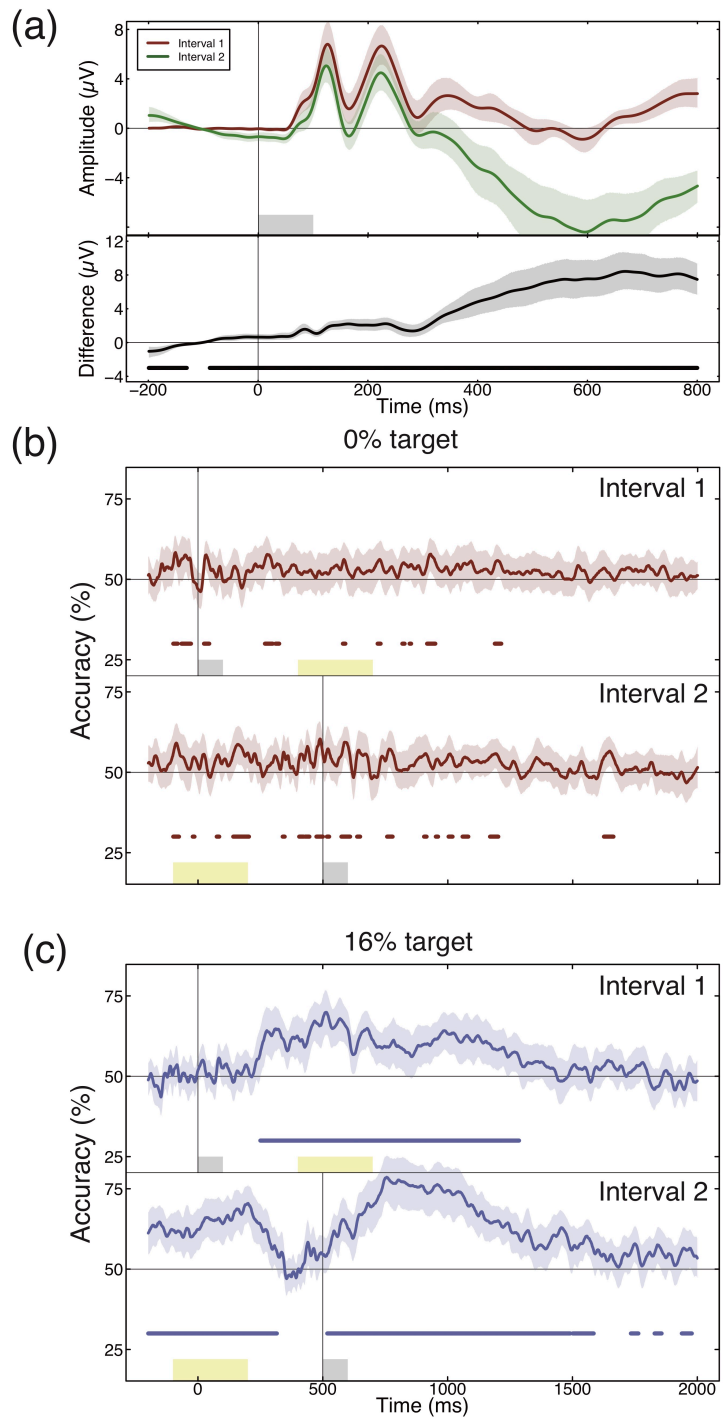 (a)
8
4
0
−4
Amplitude (µV)
Interval 1
Interval 2
12
8
4
0
−4
Difference (µV)
−200
0
200
400
600
800
Time (ms)
(b)
0% target
Interval 1
75
50
25
Accuracy (%)
Interval 2
75
50
25
(c)
16% target
Interval 1
75
50
25
Accuracy (%)
Interval 2
75
50
25
0
500
1000
1500
2000
Time (ms)